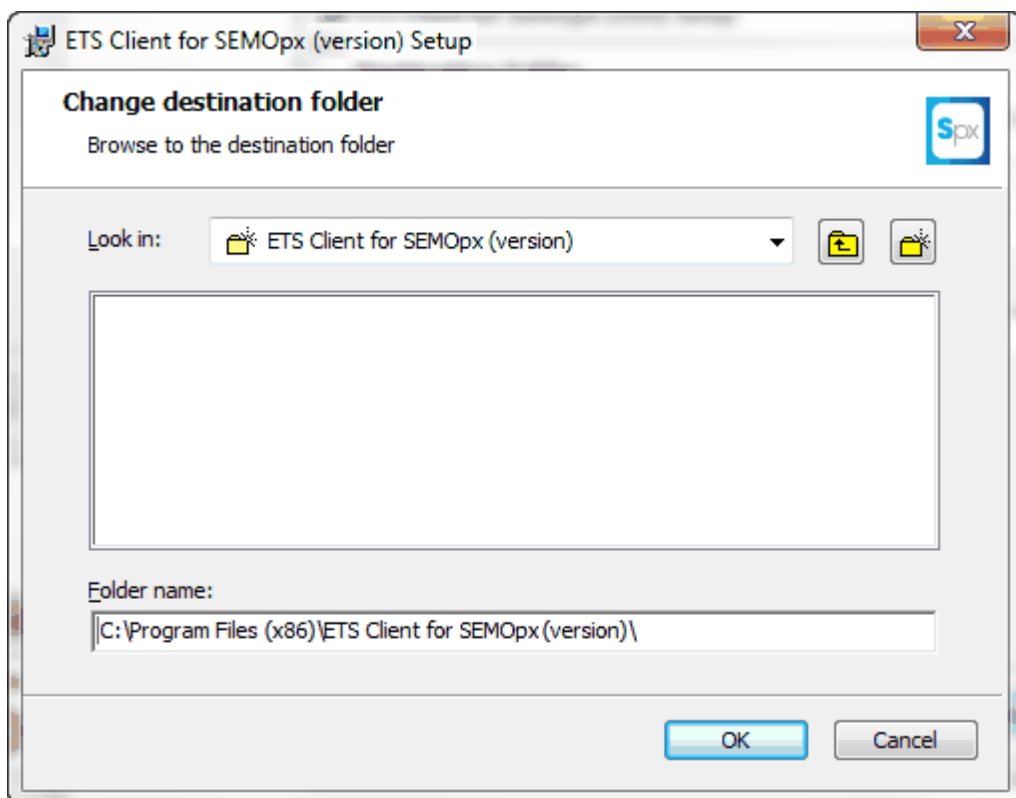 ETS Client for SEMOpx (version) Setup
Change destination folder
Browse to the destination folder
Spx
Look in:
ETS Client for SEMOpx (version)
Folder name:
C:\Program Files (x86)\ETS Client for SEMOpx (version)\
OK
Cancel